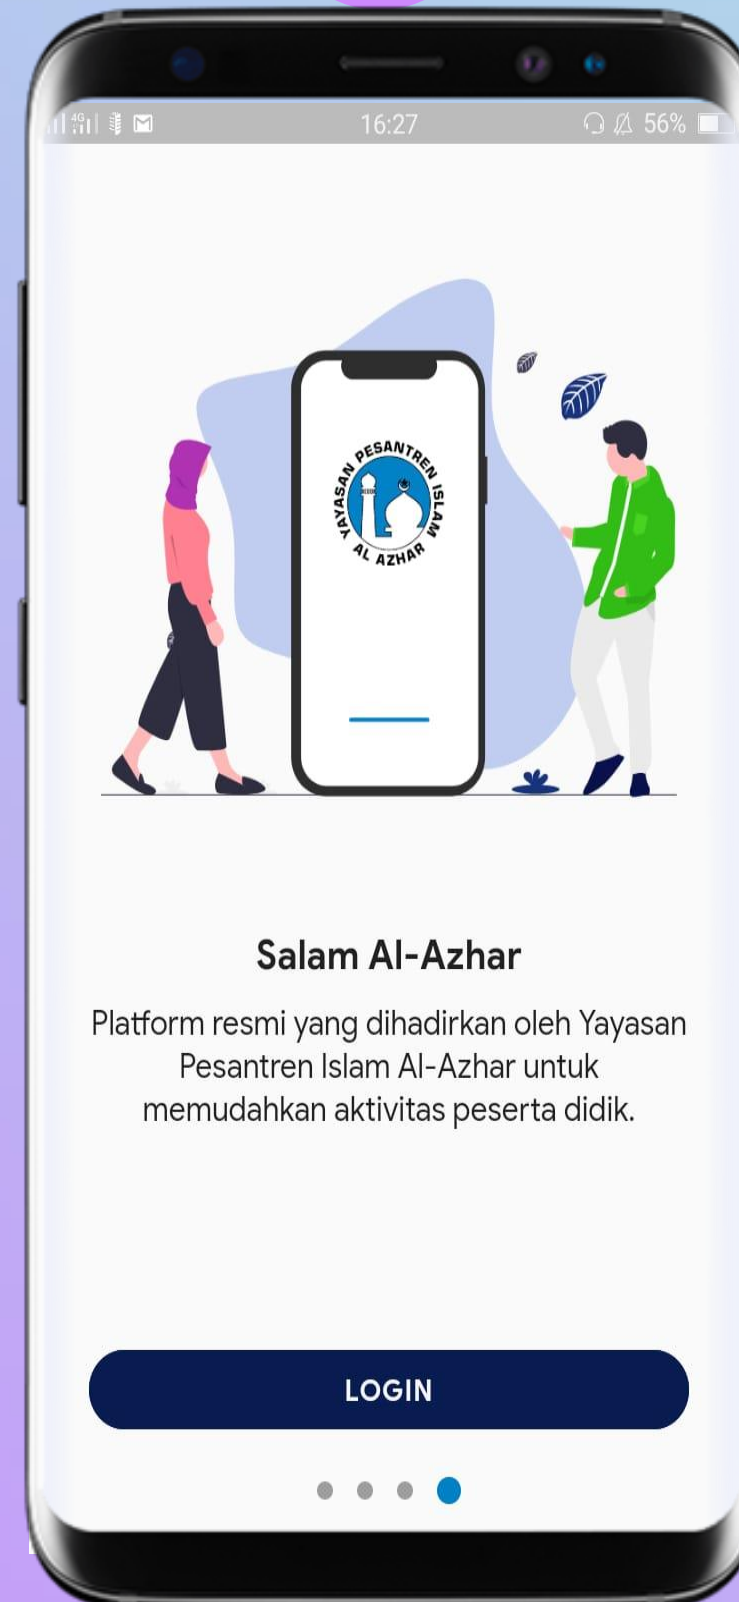 4G
16:27
56%
YAYASAN PESANTREN ISLAM
AL AZHAR
Salam Al-Azhar
Platform resmi yang dihadirkan oleh Yayasan
Pesantren Islam Al-Azhar untuk
memudahkan aktivitas peserta didik.
LOGIN